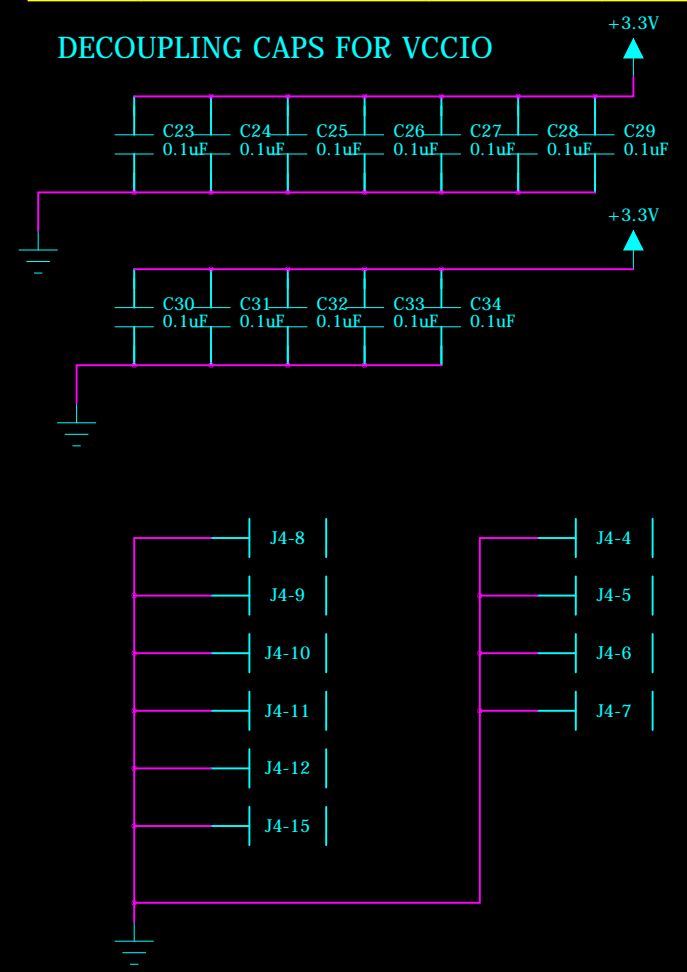 +3.3V
DECOUPLING CAPS FOR VCCIO
C23 C24 C25 C26 C27 C28 C29
0.1uF 0.1uF 0.1uF 0.1uF 0.1uF 0.1uF 0.1uF
+3.3V
C30 C31 C32 C33 C34
0.1uF 0.1uF 0.1uF 0.1uF 0.1uF
J4-8 J4-4
J4-9 J4-5
J4-10 J4-6
J4-11 J4-7
J4-12
J4-15